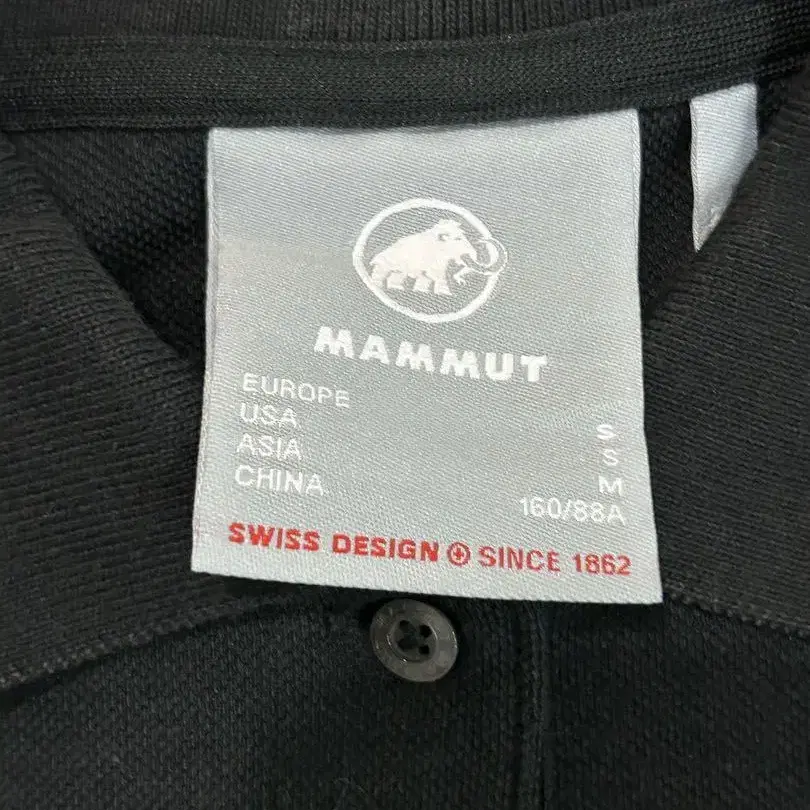 MAMMUT
EUROPE S
USA S
ASIA M
CHINA 160/88A
SWISS DESIGN SINCE 1862